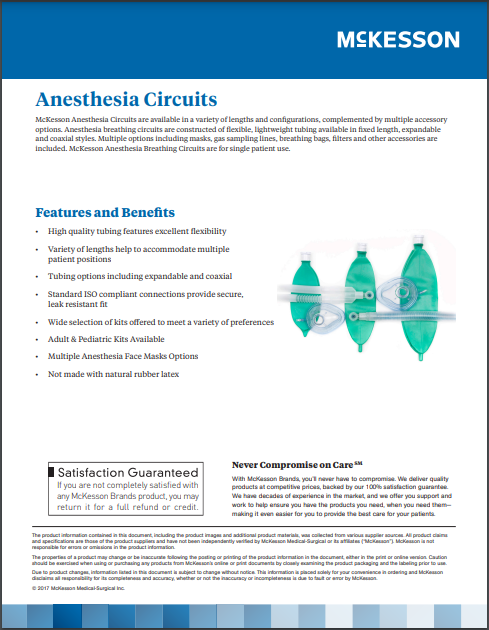 MCKESSON
Anesthesia Circuits
McKesson Anesthesia Circuits are available in a variety of lengths and configurations, complemented by multiple accessory
options. Anesthesia breathing circuits are constructed of flexible, lightweight tubing available in fixed length, expandable
and coaxial styles. Multiple options including masks, gas sampling lines, breathing bags, filters and other accessories are
included. McKesson Anesthesia Breathing Circuits are for single patient use.
Features and Benefits
• High quality tubing features excellent flexibility
• Variety of lengths help to accommodate multiple
patient positions
• Tubing options including expandable and coaxial
• Standard ISO compliant connections provide secure,
leak resistant fit
• Wide selection of kits offered to meet a variety of preferences
• Adult & Pediatric Kits Available
• Multiple Anesthesia Face Masks Options
• Not made with natural rubber latex
Satisfaction Guaranteed
If you are not completely satisfied with
any McKesson Brands product, you may
return it for a full refund or credit.
Never Compromise on Care℠
With McKesson Brands, you'll never have to compromise. We deliver quality
products at competitive prices, backed by our 100% satisfaction guarantee.
We have decades of experience in the market, and we offer you support and
work to help ensure you have the products you need, when you need them—
making it even easier for you to provide the best care for your patients.
The product information contained in this document, including the product images and additional product materials, was collected from various supplier sources. All product claims
and specifications are those of the product suppliers and have not been independently verified by McKesson Medical-Surgical or its affiliates ("McKesson"). McKesson is not
responsible for errors or omissions in the product information.
The properties of a product may change or be inaccurate following the posting or printing of the product information in the document, either in the print or online version. Caution
should be exercised when using or purchasing any products from McKesson's online or print documents by closely examining the product packaging and the labeling prior to use.
Due to product changes, information listed in this document is subject to change without notice. This information is placed solely for your convenience in ordering and McKesson
disclaims all responsibility for its completeness and accuracy, whether or not the inaccuracy or incompleteness is due to fault or error by McKesson.
© 2017 McKesson Medical-Surgical Inc.